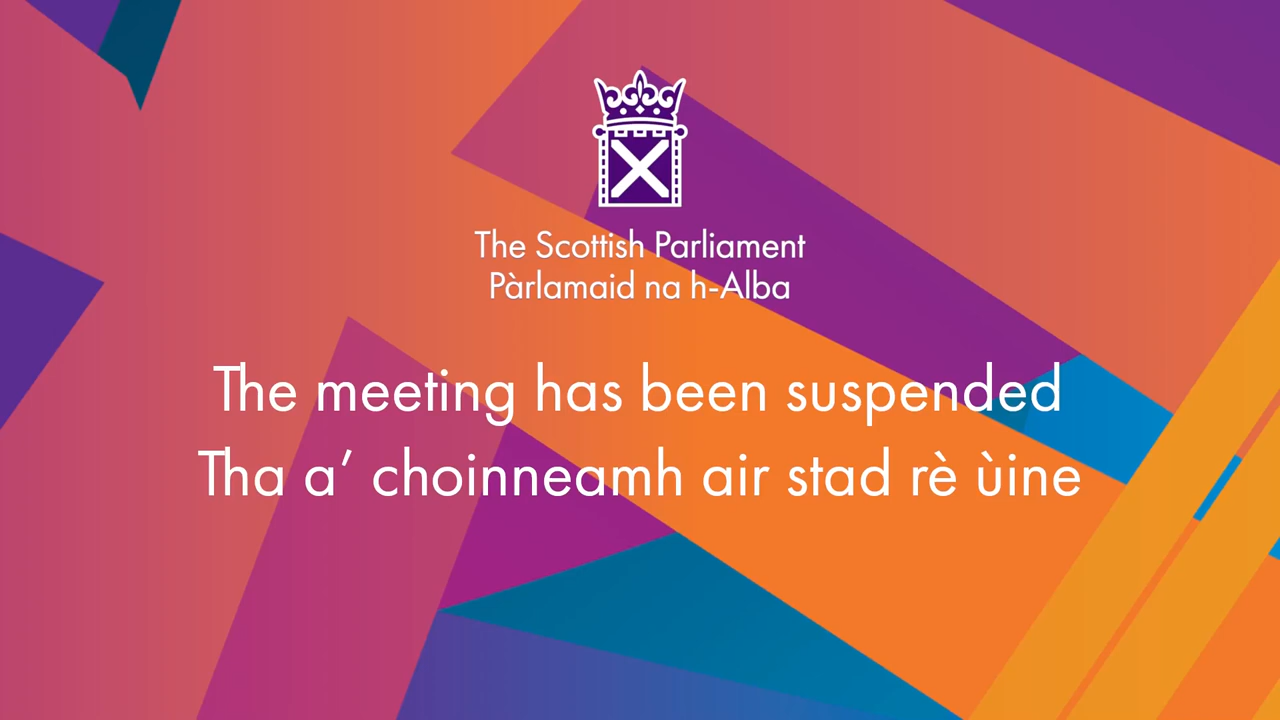 The Scottish Parliament
Pàrlamaid na h-Alba
The meeting has been suspended
Tha a’ choinneamh air stad rè ùine